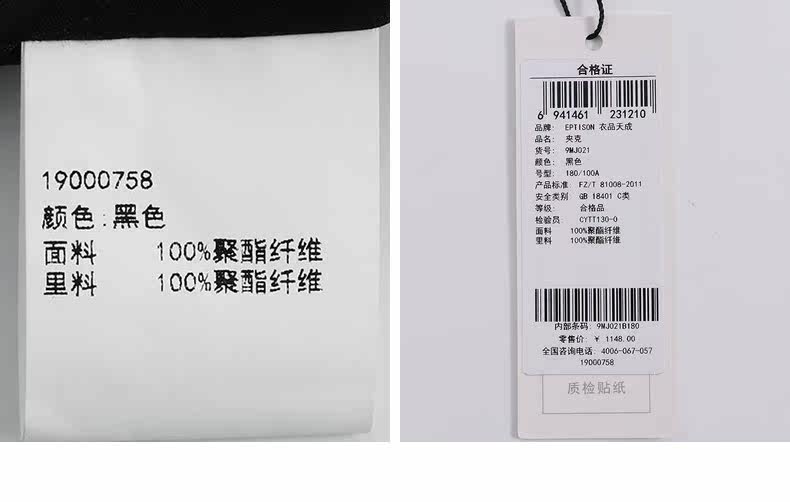 19000758
颜色:黑色
面料 100%聚酯纤维
里料 100%聚酯纤维
合格证
6 941461 231210
品牌: EPTISON 衣品天成
品名: 夹克
货号: 9MJ021
颜色: 黑色
号型: 180/100A
产品标准: FZ/T 81008-2011
安全类别: GB 18401 C类
等级: 合格品
检验员: CYTT130-0
面料 100%聚酯纤维
里料 100%聚酯纤维
内部条码: 9MJ021B180
零售价: ¥ 1148.00
全国咨询电话: 4006-067-057
19000758
质检贴纸